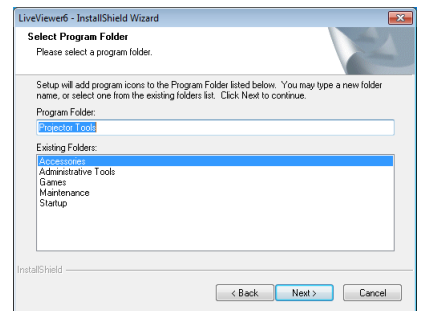 LiveViewer6 - InstallShield Wizard
Select Program Folder
Please select a program folder.
Setup will add program icons to the Program Folder listed below. You may type a new folder
name, or select one from the existing folders list. Click Next to continue.
Program Folder:
Projector Tools
Existing Folders:
Accessories
Administrative Tools
Games
Maintenance
Startup
InstallShield
< Back Next > Cancel